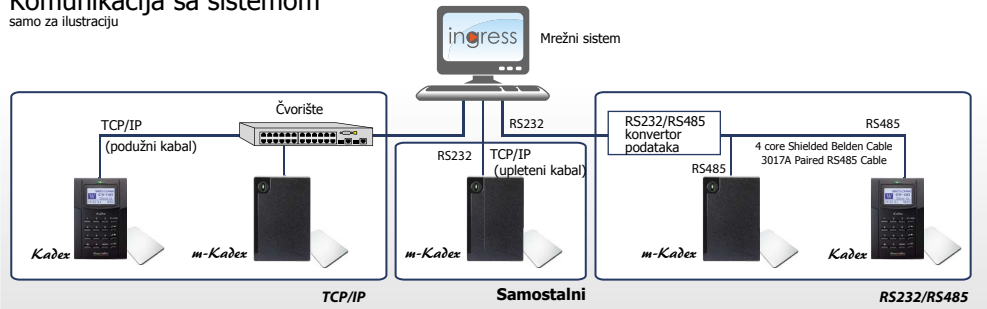 Komunikacija sa sistemom
samo za ilustraciju
ingress
Mrežni sistem
Čvorište
TCP/IP
(podužni kabal)
RS232
TCP/IP
(upleteni kabal)
RS232
RS232/RS485
konvertor
podataka
RS485
RS485
4 core Shielded Belden Cable
3017A Paired RS485 Cable
Kadex
m-Kadex
m-Kadex
m-Kadex
Kadex
TCP/IP
Samostalni
RS232/RS485